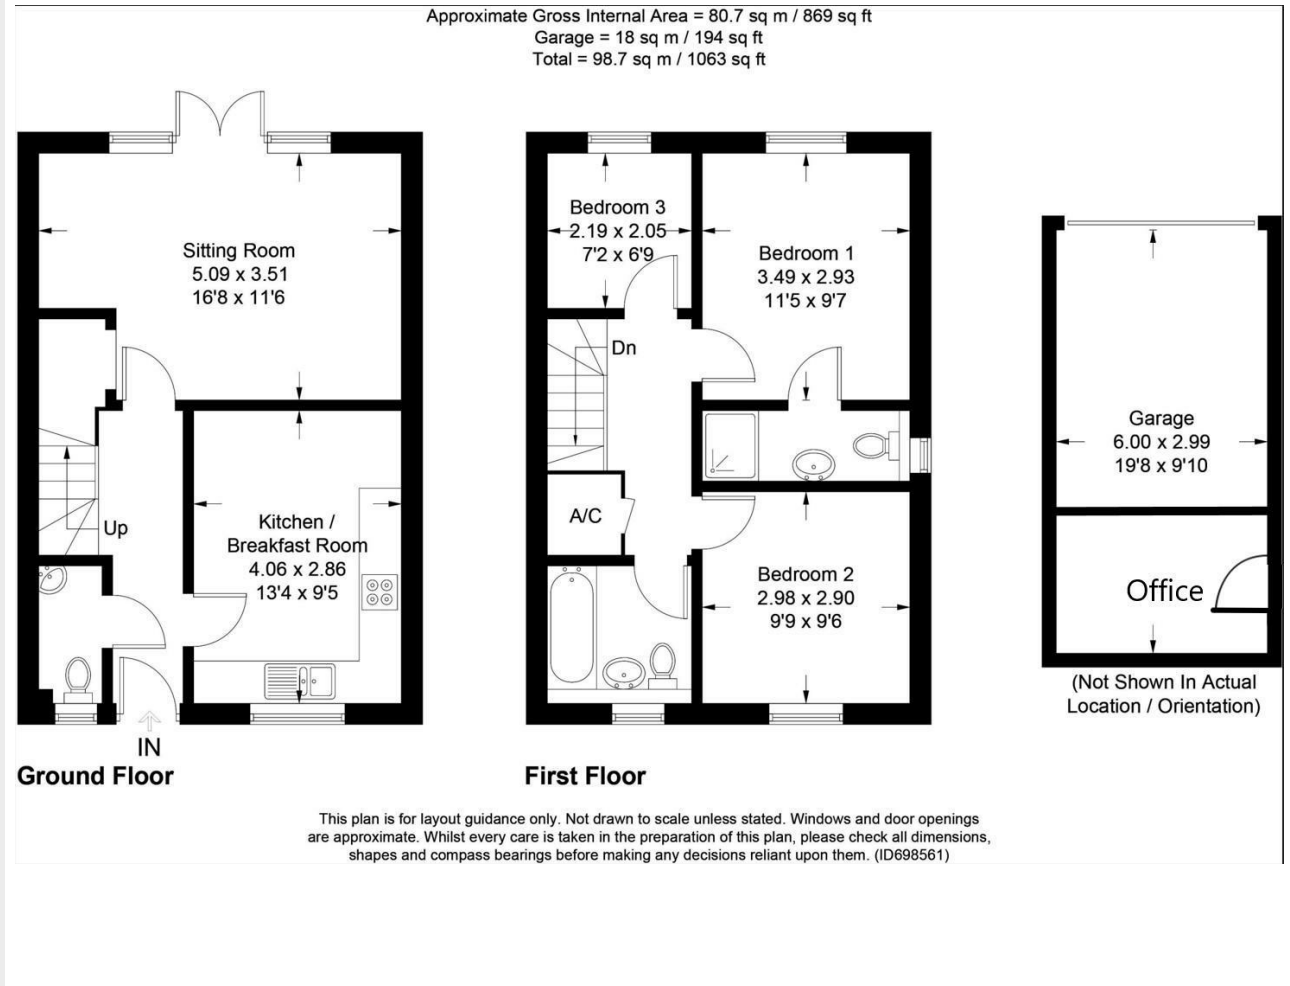 Approximate Gross Internal Area = 80.7 sq m / 869 sq ft
Garage = 18 sq m / 194 sq ft
Total = 98.7 sq m / 1063 sq ft
Sitting Room
5.09 x 3.51
16'8 x 11'6
Up
Kitchen /
Breakfast Room
4.06 x 2.86
13'4 x 9'5
IN
Ground Floor
Bedroom 3
2.19 x 2.05
7'2 x 6'9
Bedroom 1
3.49 x 2.93
11'5 x 9'7
Dn
A/C
Bedroom 2
2.98 x 2.90
9'9 x 9'6
First Floor
Garage
6.00 x 2.99
19'8 x 9'10
Office
(Not Shown In Actual
Location / Orientation)
This plan is for layout guidance only. Not drawn to scale unless stated. Windows and door openings
are approximate. Whilst every care is taken in the preparation of this plan, please check all dimensions,
shapes and compass bearings before making any decisions reliant upon them. (ID698561)